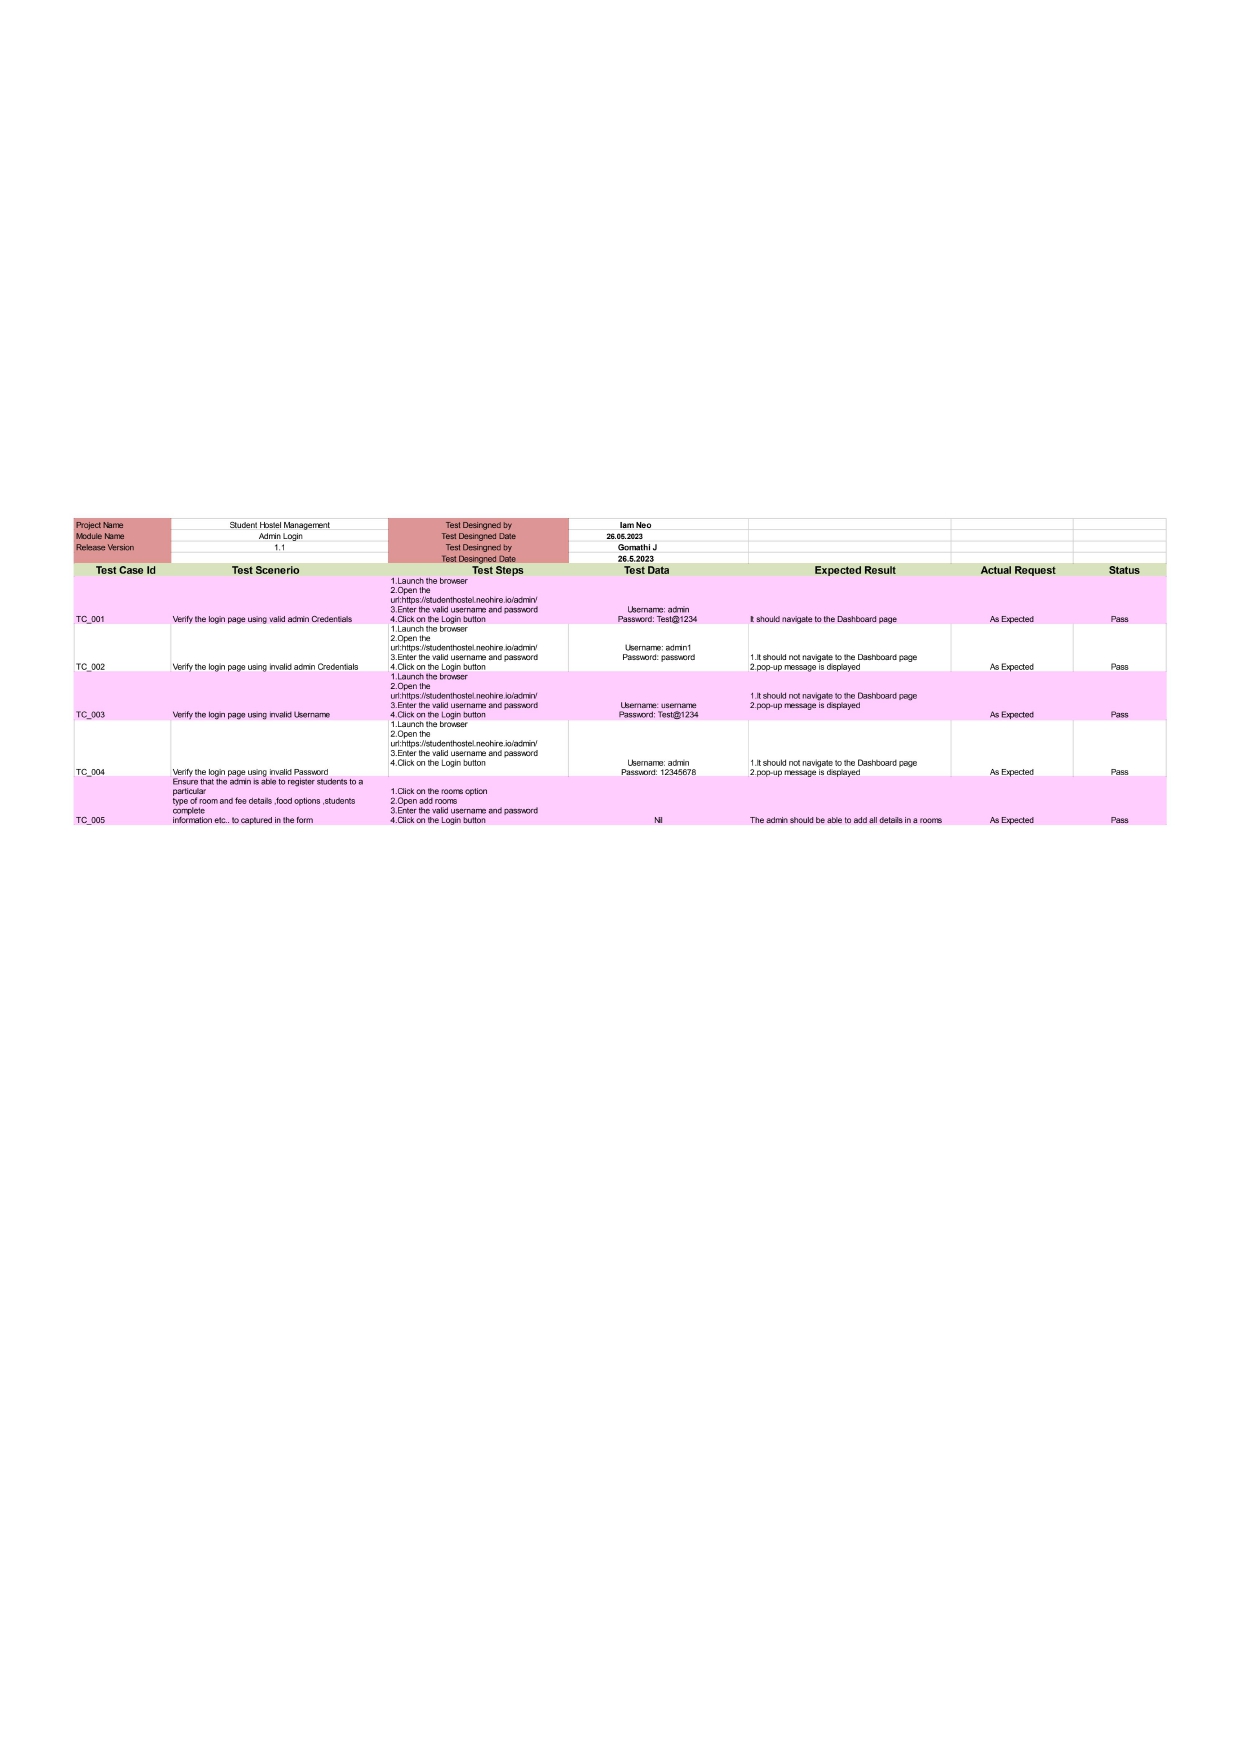 Project Name Student Hostel Management Test Desingned by Iam Neo
Module Name Admin Login Test Desingned Date 26.05.2023
Release Version 1.1 Test Desingned by Gomathi J
Test Desingned Date 26.5.2023
Test Case Id Test Scenerio Test Steps Test Data Expected Result Actual Request Status
1.Launch the browser
2.Open the
url:https://studenthostel.neohire.io/admin/
3.Enter the valid username and password Username: admin
TC_001 Verify the login page using valid admin Credentials 4.Click on the Login button Password: Test@1234 It should navigate to the Dashboard page As Expected Pass
1.Launch the browser
2.Open the
url:https://studenthostel.neohire.io/admin/ Username: admin1
3.Enter the valid username and password Password: password 1.It should not navigate to the Dashboard page
TC_002 Verify the login page using invalid admin Credentials 4.Click on the Login button 2.pop-up message is displayed As Expected Pass
1.Launch the browser
2.Open the
url:https://studenthostel.neohire.io/admin/ 1.It should not navigate to the Dashboard page
3.Enter the valid username and password Username: username 2.pop-up message is displayed
TC_003 Verify the login page using invalid Username 4.Click on the Login button Password: Test@1234 As Expected Pass
1.Launch the browser
2.Open the
url:https://studenthostel.neohire.io/admin/
3.Enter the valid username and password
4.Click on the Login button Username: admin 1.It should not navigate to the Dashboard page
TC_004 Verify the login page using invalid Password Password: 12345678 2.pop-up message is displayed As Expected Pass
Ensure that the admin is able to register students to a
particular 1.Click on the rooms option
type of room and fee details ,food options ,students 2.Open add rooms
complete 3.Enter the valid username and password
TC_005 information etc.. to captured in the form 4.Click on the Login button Nil The admin should be able to add all details in a rooms As Expected Pass